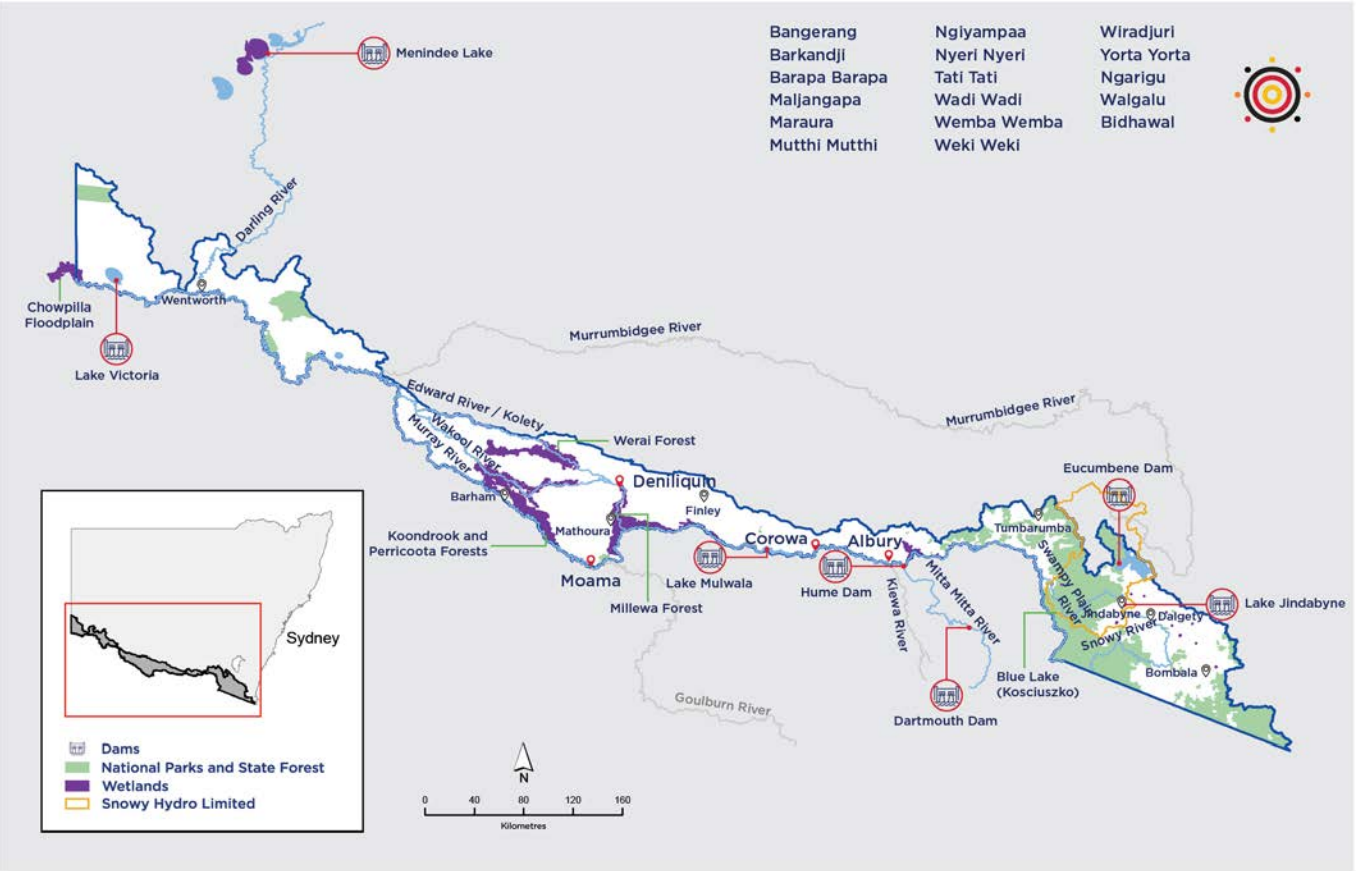 Bangerang
Barkandji
Barapa Barapa
Maljangapa
Maraura
Mutthi Mutthi
Ngiyampaa
Nyeri Nyeri
Tati Tati
Wadi Wadi
Wemba Wemba
Weki Weki
Wiradjuri
Yorta Yorta
Ngarigu
Walgalu
Bidhawal
Menindee Lake
Darling River
Chowpilla
Floodplain
Wentworth
Lake Victoria
Murrumbidgee River
Edward River / Kolety
Wakool River
Murray River
Werai Forest
Murrumbidgee River
Eucumbene Dam
Barham
Deniliquin
Finley
Mathoura
Koondrook and
Perricoota Forests
Moama
Millewa Forest
Corowa
Lake Mulwala
Albury
Hume Dam
Kiewa River
Mitta Mitta River
Dartmouth Dam
Tumbarumba
Swampy Plain
River
Jindabyne
Dalgety
Lake Jindabyne
Snowy River
Bombala
Blue Lake
(Kosciuszko)
Goulburn River
Sydney
Dams
National Parks and State Forest
Wetlands
Snowy Hydro Limited
N
0 40 80 120 160
Kilometres